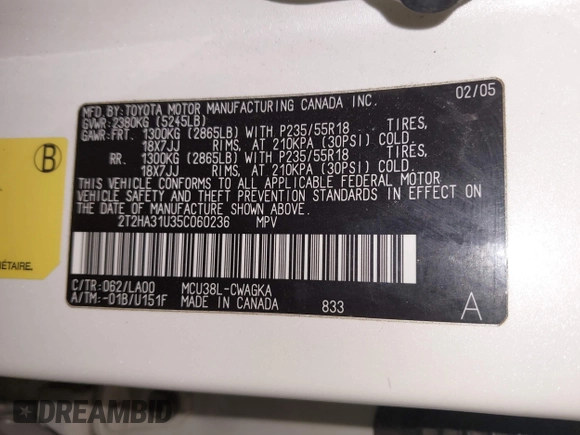 MFD.BY:TOYOTA MOTOR MANUFACTURING CANADA INC. 02/05
GVWR:2380KG (5245LB)
GAWR:FRT. 1300KG (2865LB) WITH P235/55R18 TIRES,
18X7JJ RIMS, AT 210KPA (30PSI) COLD
RR. 1300KG (2865LB) WITH P235/55R18 TIRES,
18X7JJ RIMS, AT 210KPA (30PSI) COLD
THIS VEHICLE CONFORMS TO ALL APPLICABLE FEDERAL MOTOR
VEHICLE SAFETY AND THEFT PREVENTION STANDARDS IN EFFECT ON
THE DATE OF MANUFACTURE SHOWN ABOVE.
2T2HA31U35C060236 MPV
C/TR:062/LA00 MCU38L-CWAGKA
A/TM:-01B/U151F MADE IN CANADA 833 A
B
IÉTAIRE.
DREAMBID